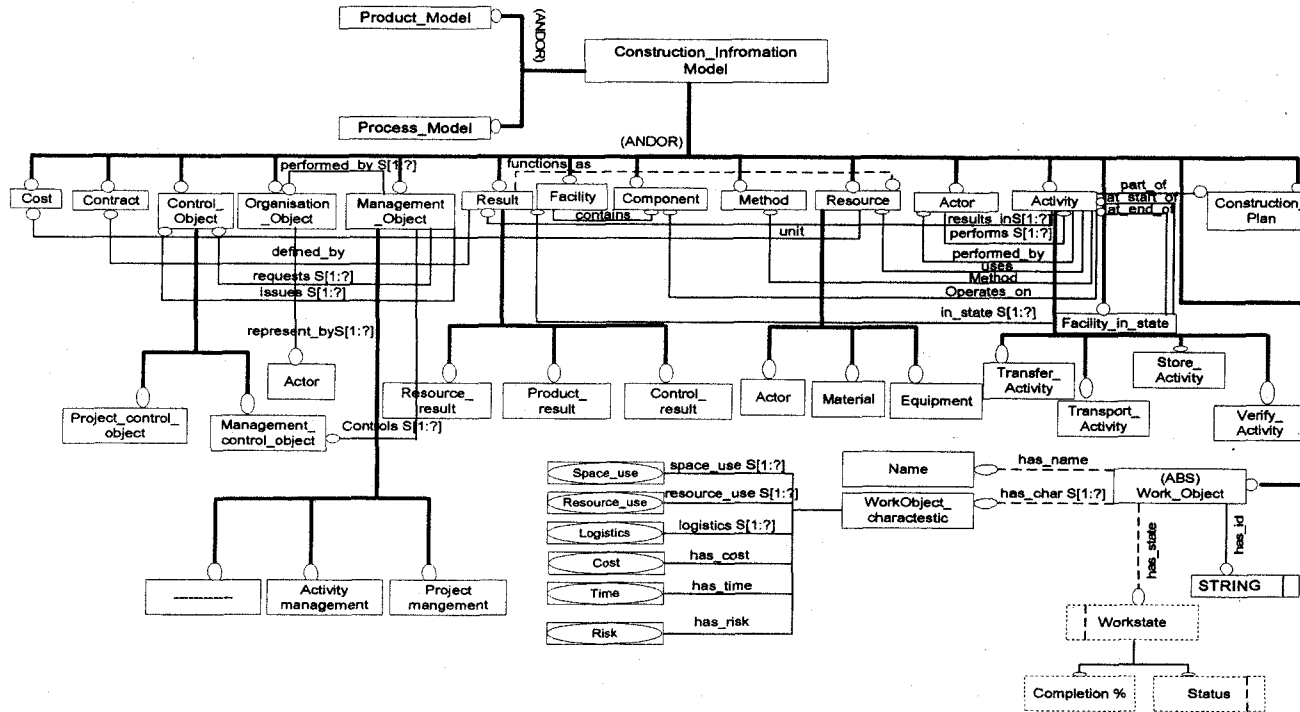 Product_Model
(ANDOR)
Construction_Infromation
Model
Process_Model
(ANDOR)
performed_by S[1:?]
functions_as
Cost
Contract
Control_
Object
Organisation
_Object
Management
_Object
Result
Facility
contains
Component
Method
Resource
Actor
Activity
part_of
at_start_of
at_end_of
Construction_
Plan
results_inS[1:?]
unit
performs S[1:?]
defined_by
performed_by
uses
requests S[1:?]
Method
issues S[1:?]
Operates_on
in_state S[1:?]
represent_byS[1:?]
Facility_in_state
Actor
Resource_
result
Product_
result
Control_
result
Actor
Material
Equipment
Transfer_
Activity
Store_
Activity
Transport_
Activity
Verify_
Activity
Project_control_
object
Management_
control_object
Controls S[1:?]
Space_use
space_use S[1:?]
Name
has_name
(ABS)
Work_Object
Resource_use
resource_use S[1:?]
WorkObject_
charactestic
has_char S[1:?]
Logistics
logistics S[1:?]
has_state
has_id
Cost
has_cost
Activity
management
Project
mangement
Time
has_time
STRING
Risk
has_risk
Workstate
Completion %
Status